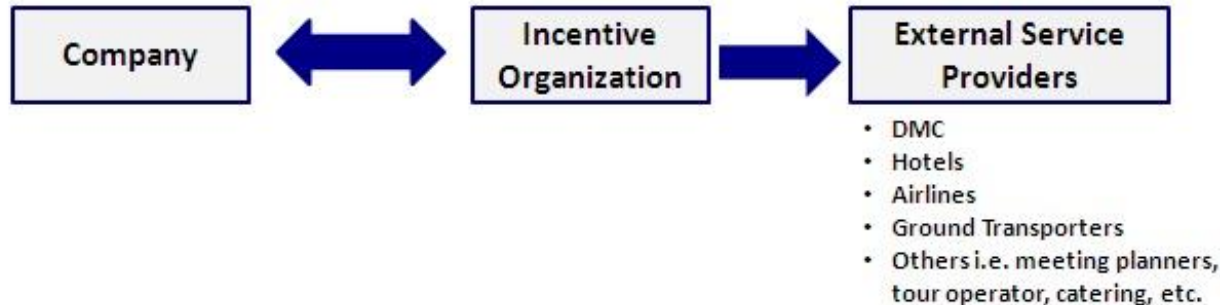 Company
Incentive
Organization
External Service
Providers
• DMC
• Hotels
• Airlines
• Ground Transporters
• Others i.e. meeting planners,
tour operator, catering, etc.